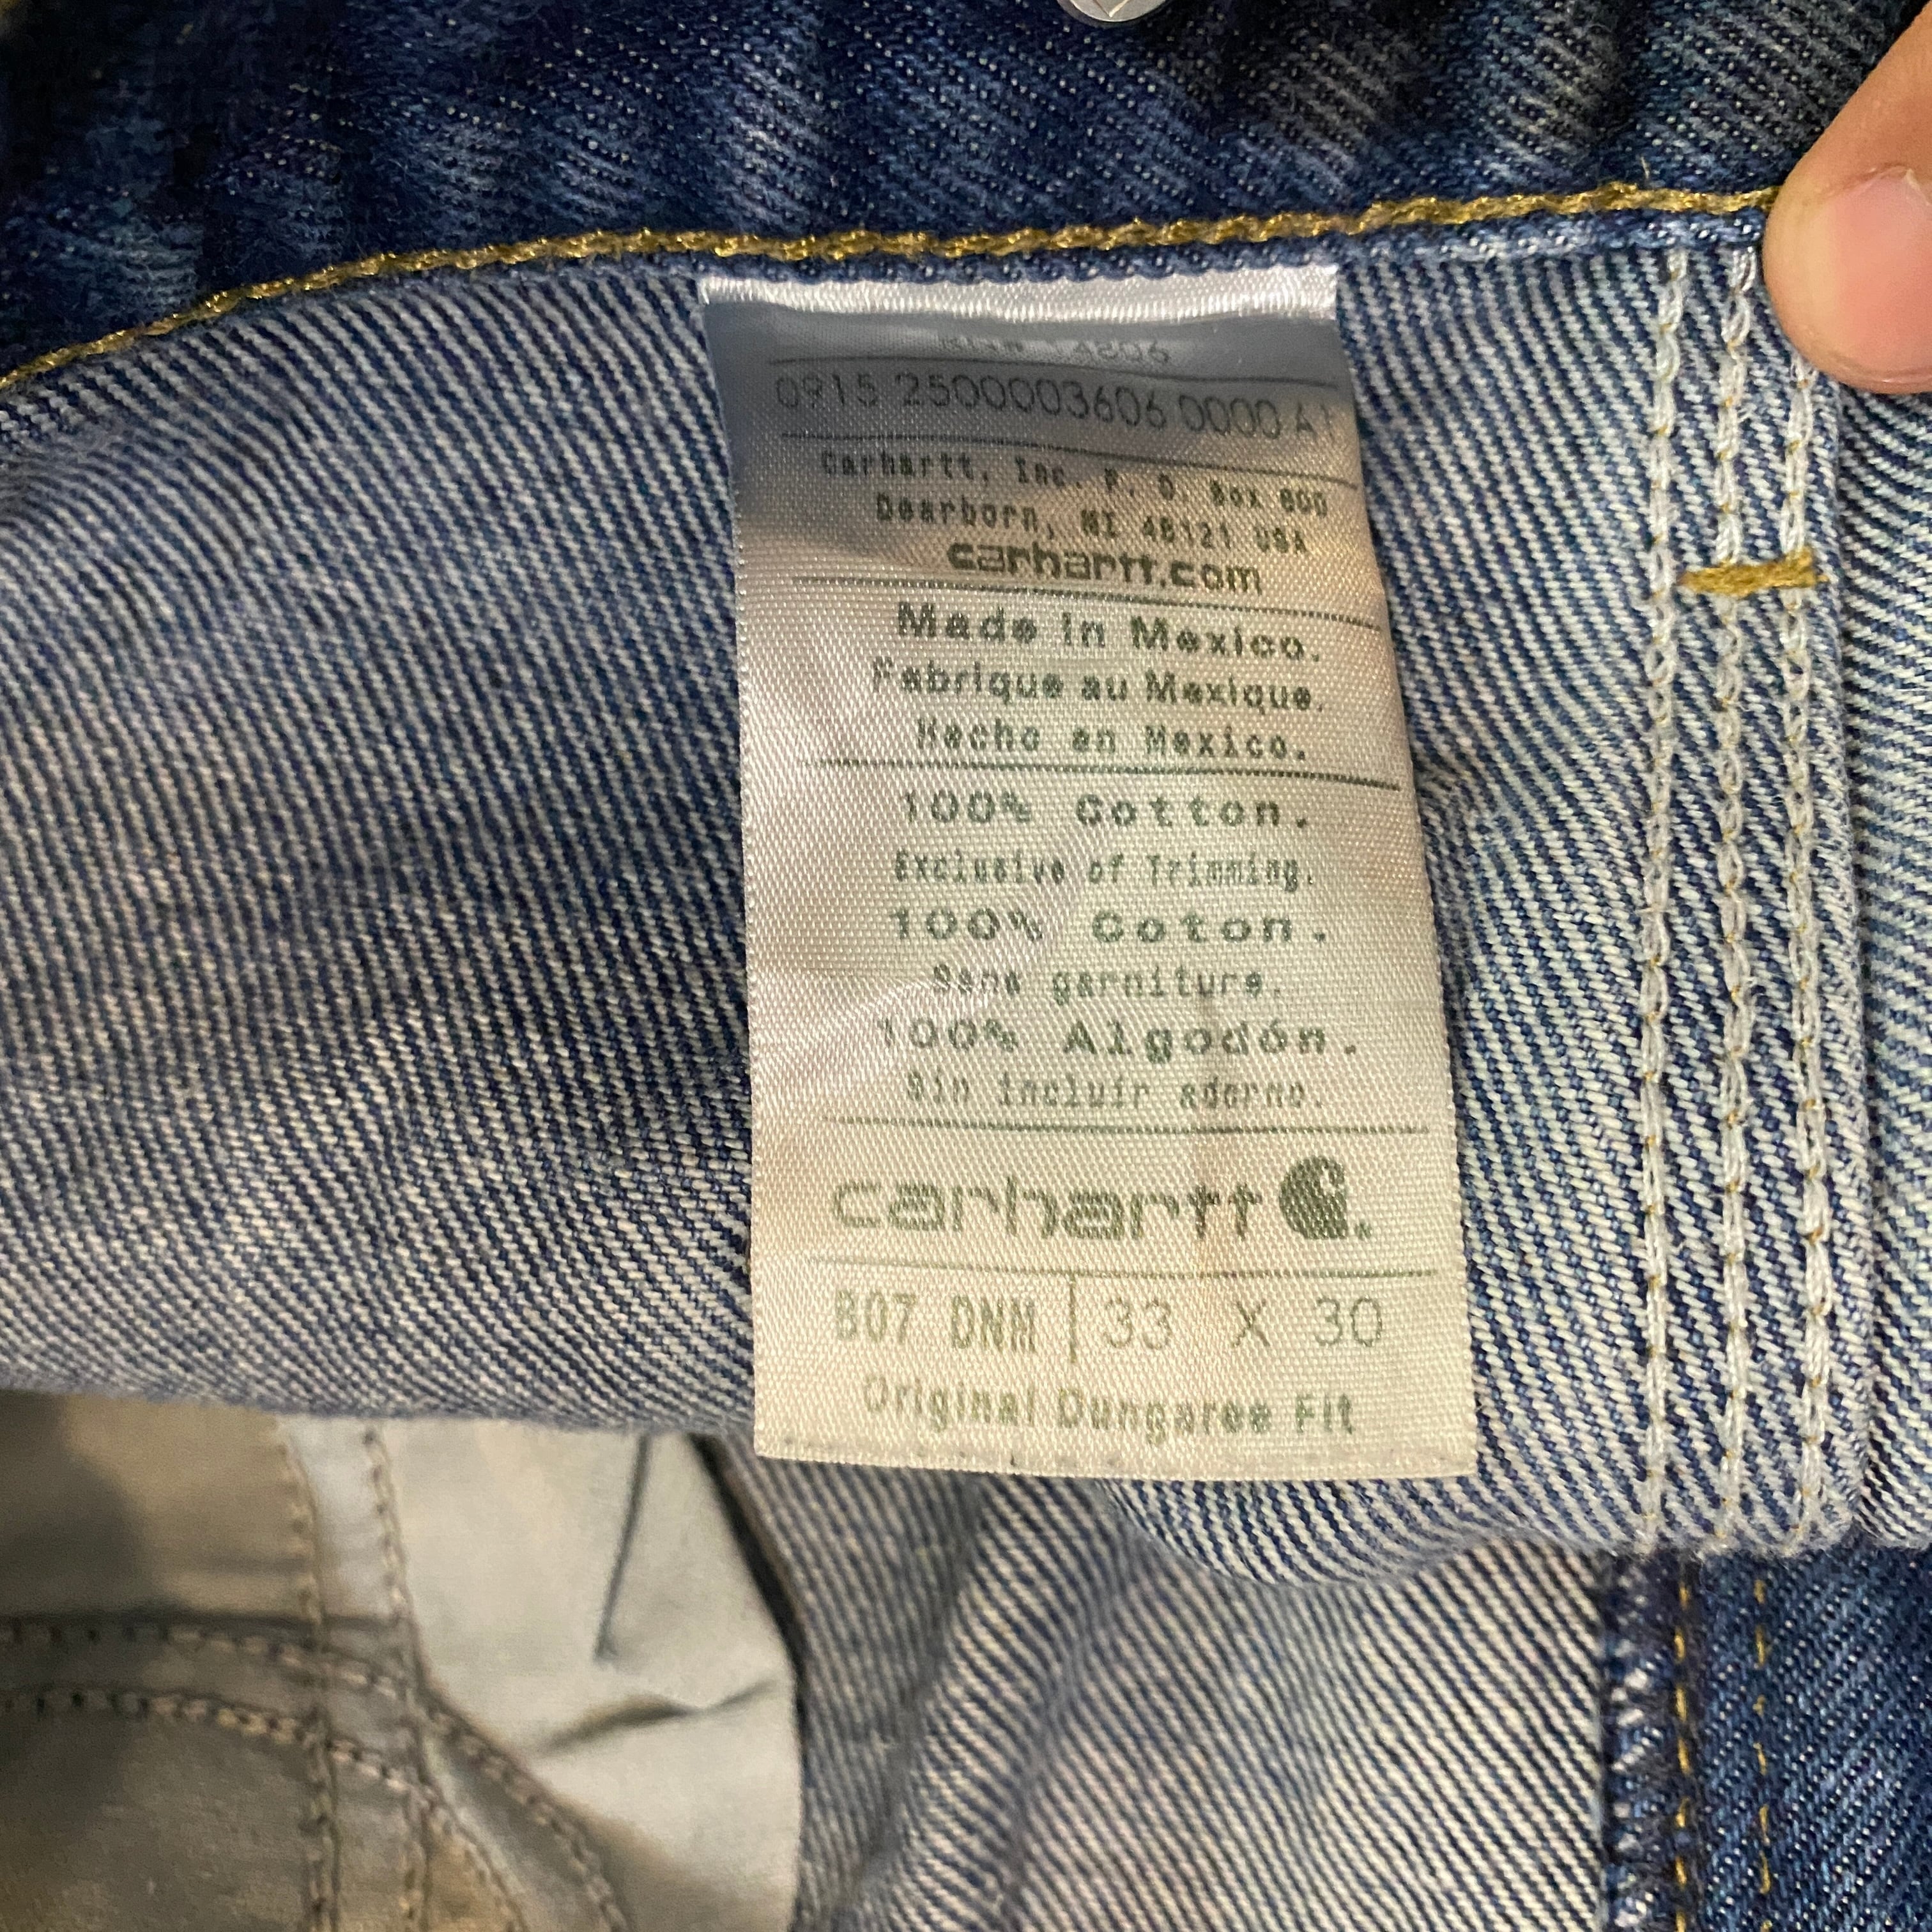 RN# 14806
0915 2500003606 0000 A1
Carhartt, Inc. P. O. Box 600
Dearborn, MI 48121 USA
carhartt.com
Made in Mexico.
Fabrique au Mexique.
Hecho en Mexico.
100% Cotton.
Exclusive of Trimming.
100% Coton.
Sans garniture.
100% Algodón.
Sin incluir adorno.
carhartt
B07 DNM | 33 X 30
Original Dungaree Fit